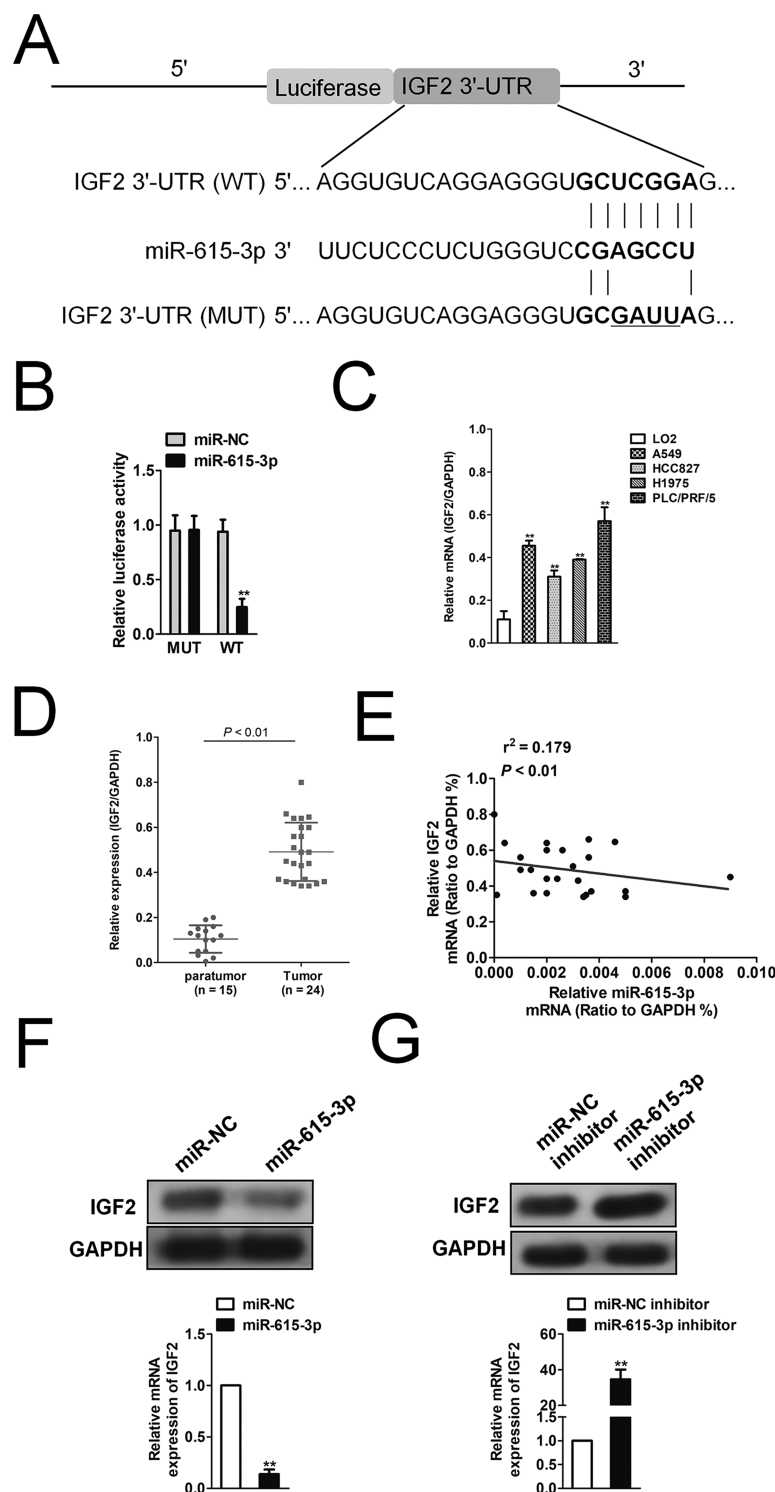 A
5'
3'
Luciferase
IGF2 3'-UTR
IGF2 3'-UTR (WT) 5'... AGGUGUCAGGAGGGUGCUCGGAG...
miR-615-3p 3' UUCUCCCUCUGGGUCCGAGCCU
IGF2 3'-UTR (MUT) 5'... AGGUGUCAGGAGGGUGCGAUUAG...
B
miR-NC
miR-615-3p
Relative luciferase activity
1.5
1.0
0.5
0.0
**
MUT WT
C
Relative mRNA (IGF2/GAPDH)
1.0
0.8
0.6
0.4
0.2
0.0
** ** ** **
LO2
A549
HCC827
H1975
PLC/PRF/5
D
Relative expression (IGF2/GAPDH)
P < 0.01
1.0
0.8
0.6
0.4
0.2
0.0
paratumor Tumor
(n = 15) (n = 24)
E
r2 = 0.179
P < 0.01
Relative IGF2
mRNA (Ratio to GAPDH %)
1.0
0.8
0.6
0.4
0.2
0.0
0.000 0.002 0.004 0.006 0.008 0.010
Relative miR-615-3p
mRNA (Ratio to GAPDH %)
F
miR-NC
miR-615-3p
IGF2
GAPDH
miR-NC
miR-615-3p
Relative mRNA
expression of IGF2
1.5
1.0
0.5
0.0
**
G
miR-NC
inhibitor
miR-615-3p
inhibitor
IGF2
GAPDH
miR-NC inhibitor
miR-615-3p inhibitor
Relative mRNA
expression of IGF2
60
40
20
1.5
1.0
0.5
0.0
**